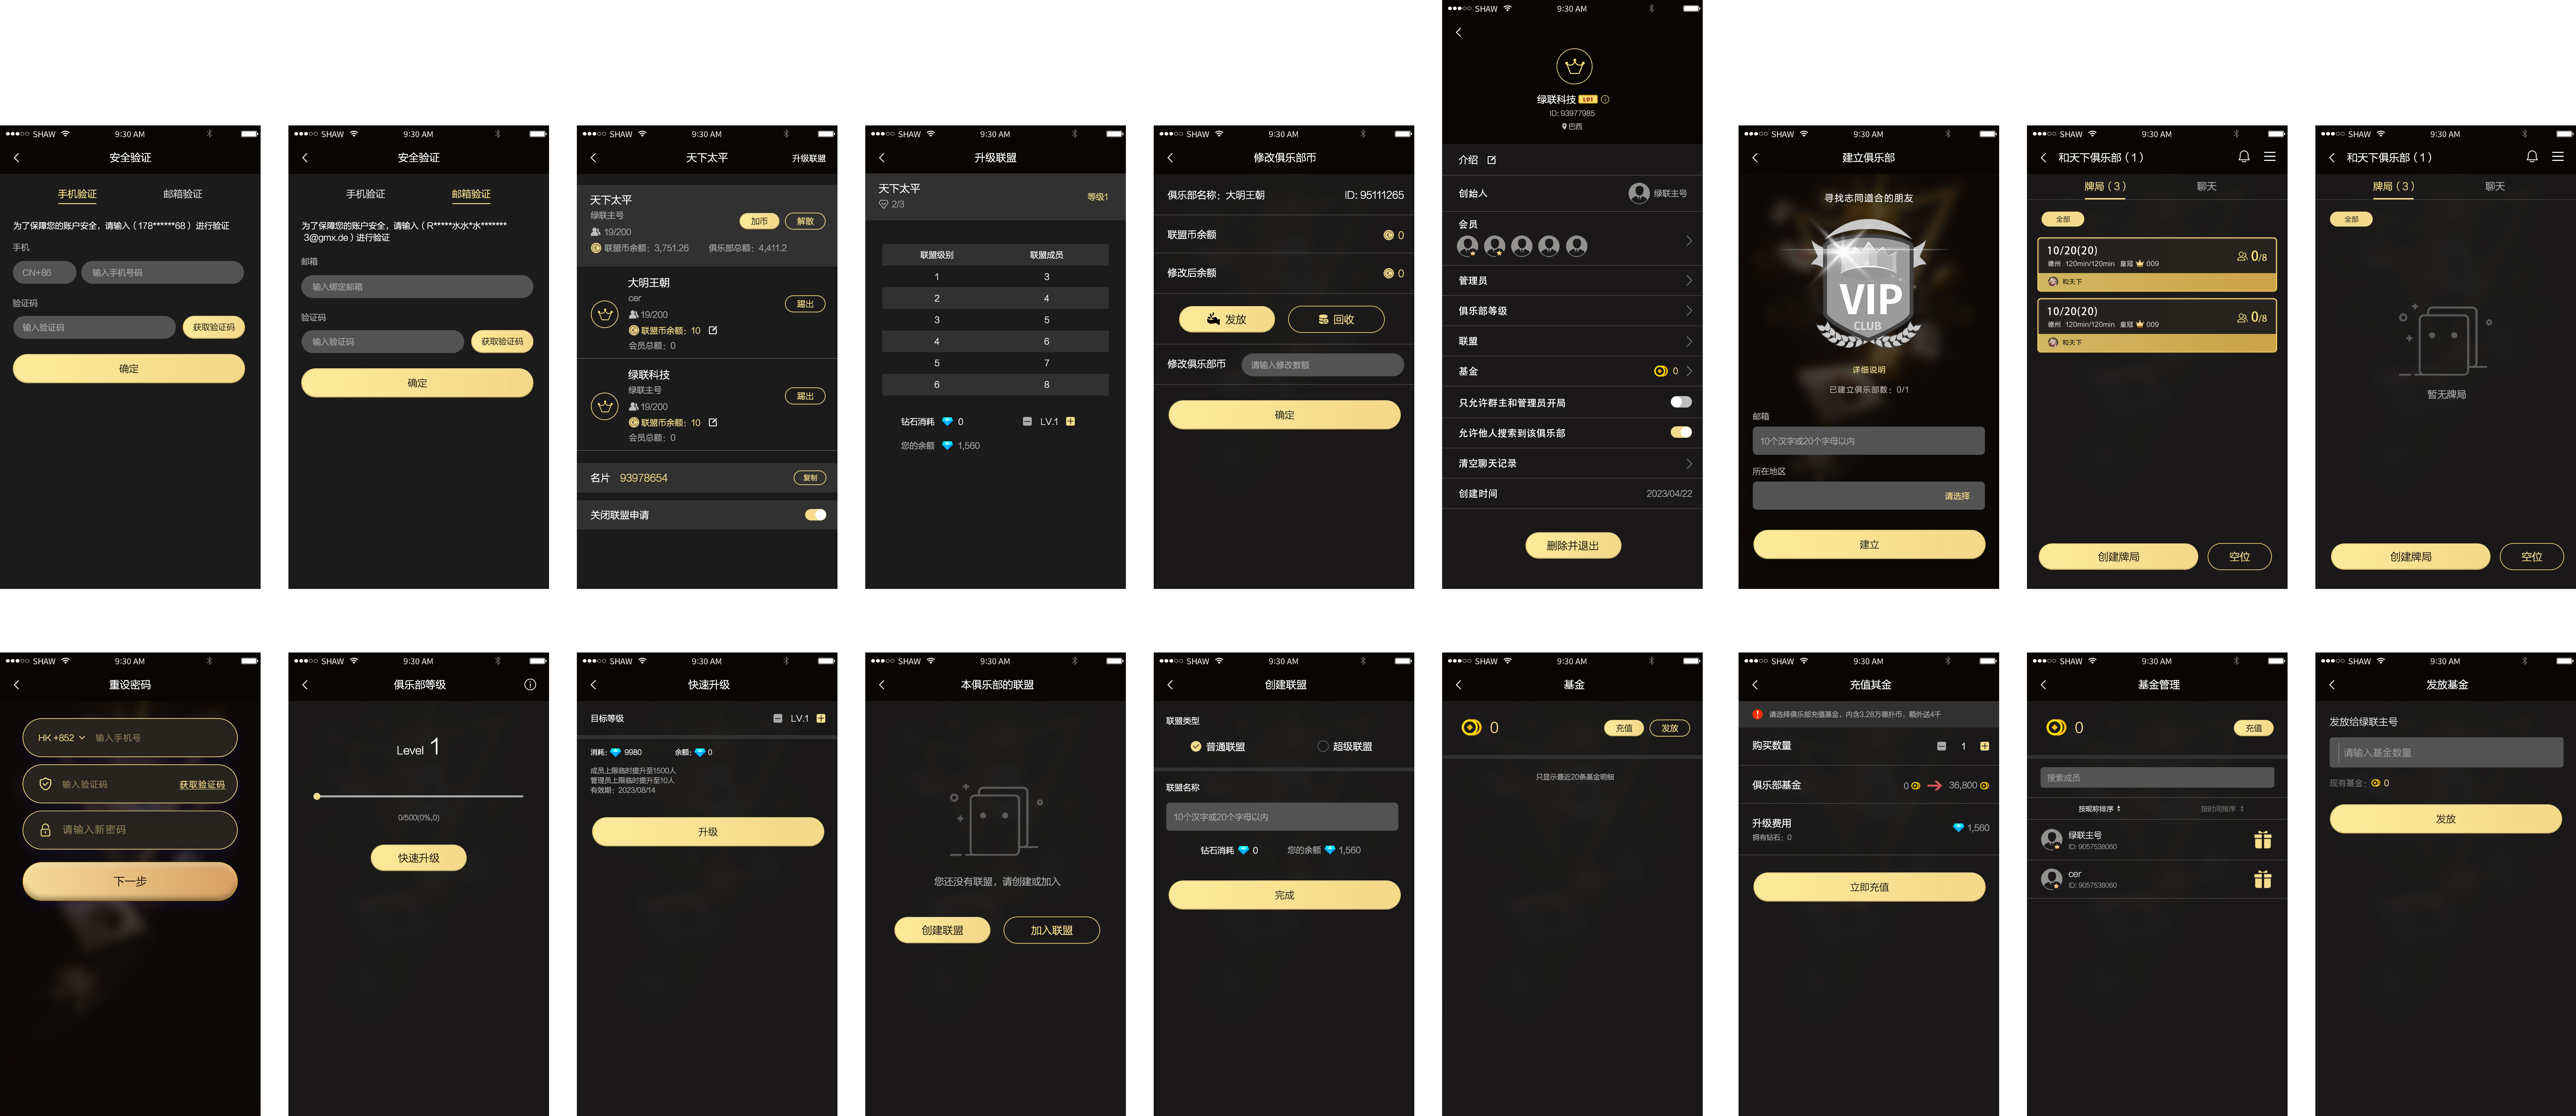 SHAW 9:30 AM
绿联科技 LV1
ID: 93977985
巴西
介绍
创始人 绿联主号
会员
管理员
俱乐部等级
联盟
基金 0
只允许群主和管理员开局
允许他人搜索到该俱乐部
清空聊天记录
创建时间 2023/04/22
删除并退出
SHAW 9:30 AM
安全验证
手机验证 邮箱验证
为了保障您的账户安全，请输入（178******68）进行验证
手机
CN+86 输入手机号码
验证码
输入验证码 获取验证码
确定
SHAW 9:30 AM
安全验证
手机验证 邮箱验证
为了保障您的账户安全，请输入（R*****水水*水*******
3@gmx.de）进行验证
邮箱
输入绑定邮箱
验证码
输入验证码 获取验证码
确定
SHAW 9:30 AM
天下太平 升级联盟
天下太平
绿联主号 加币 解散
19/200
联盟币余额：3,751.26 俱乐部总额：4,411.2
大明王朝
cer 踢出
19/200
联盟币余额：10
会员总额：0
绿联科技
绿联主号 踢出
19/200
联盟币余额：10
会员总额：0
名片 93978654 复制
关闭联盟申请
SHAW 9:30 AM
升级联盟
天下太平 等级1
2/3
联盟级别 联盟成员
1 3
2 4
3 5
4 6
5 7
6 8
钻石消耗 0 LV.1
您的余额 1,560
SHAW 9:30 AM
修改俱乐部币
俱乐部名称：大明王朝 ID: 95111265
联盟币余额 0
修改后余额 0
发放 回收
修改俱乐部币 请输入修改数额
确定
SHAW 9:30 AM
建立俱乐部
寻找志同道合的朋友
VIP
CLUB
详细说明
已建立俱乐部数：0/1
邮箱
10个汉字或20个字母以内
所在地区
请选择
建立
SHAW 9:30 AM
和天下俱乐部（1）
牌局（3） 聊天
全部
10/20(20)
德州 120min/120min 皇冠 009 0/8
和天下
10/20(20)
德州 120min/120min 皇冠 009 0/8
和天下
创建牌局 空位
SHAW 9:30 AM
和天下俱乐部（1）
牌局（3） 聊天
全部
暂无牌局
创建牌局 空位
SHAW 9:30 AM
重设密码
HK +852 输入手机号
输入验证码 获取验证码
请输入新密码
下一步
SHAW 9:30 AM
俱乐部等级
Level 1
0/500(0%,0)
快速升级
SHAW 9:30 AM
快速升级
目标等级 LV.1
消耗： 9980 余额： 0
成员上限临时提升至1500人
管理员上限临时提升至10人
有效期：2023/08/14
升级
SHAW 9:30 AM
本俱乐部的联盟
您还没有联盟，请创建或加入
创建联盟 加入联盟
SHAW 9:30 AM
创建联盟
联盟类型
普通联盟 超级联盟
联盟名称
10个汉字或20个字母以内
钻石消耗 0 您的余额 1,560
完成
SHAW 9:30 AM
基金
0 充值 发放
只显示最近20条基金明细
SHAW 9:30 AM
充值其金
请选择俱乐部充值基金，内含3.28万德扑币，额外送4千
购买数量 1
俱乐部基金 0 36,800
升级费用 1,560
拥有钻石：0
立即充值
SHAW 9:30 AM
基金管理
0 充值
搜索成员
按昵称排序 按时间排序
绿联主号
ID: 9057538060
cer
ID: 9057538060
SHAW 9:30 AM
发放基金
发放给绿联主号
请输入基金数量
现有基金： 0
发放